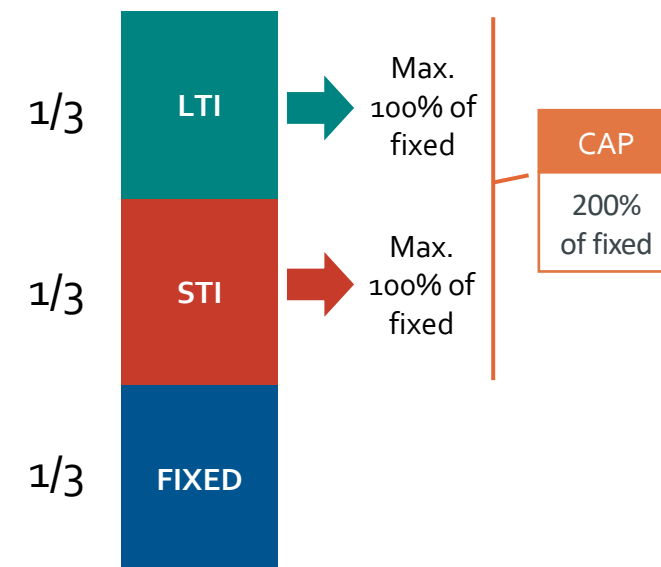 1/3
LTI
Max.
100% of
fixed
CAP
200%
of fixed
1/3
STI
Max.
100% of
fixed
1/3
FIXED